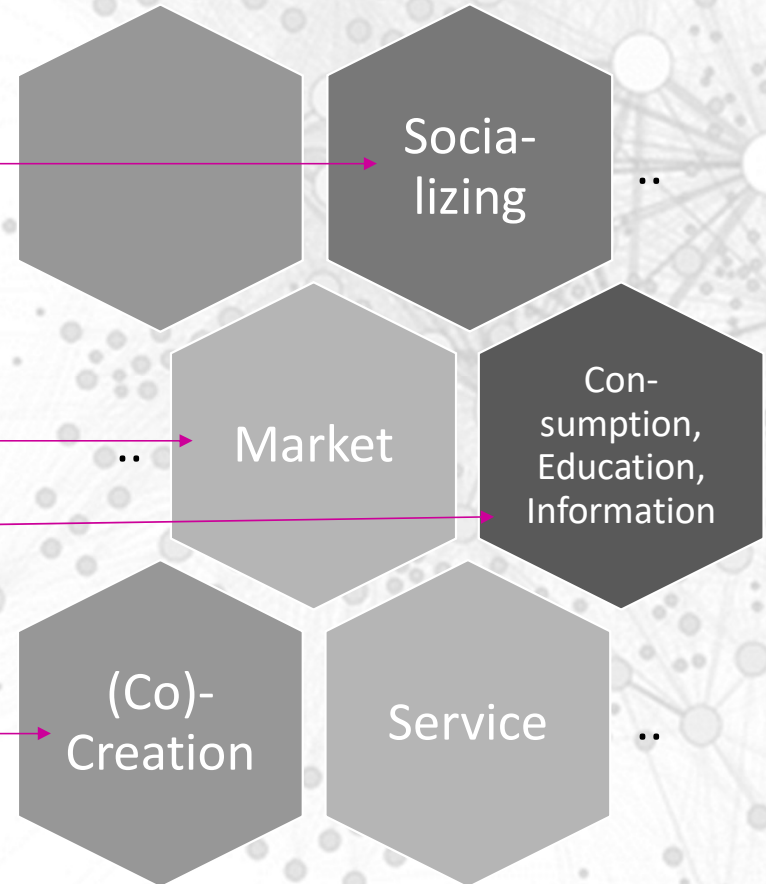 Socia-
lizing
..
Con-
sumption,
Education,
Information
Market
..
(Co)-
Creation
Service
..